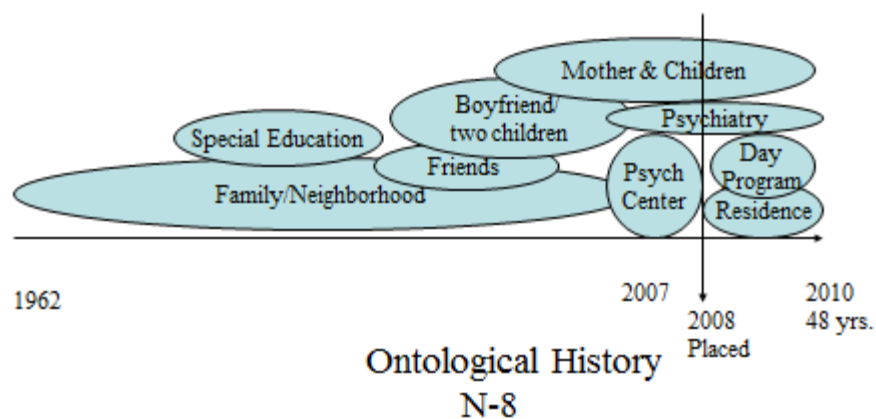 Mother & Children
Boyfriend/
two children
Psychiatry
Special Education
Friends
Family/Neighborhood
Psych
Center
Day
Program
Residence
1962
2007
2008
Placed
2010
48 yrs.
Ontological History
N-8